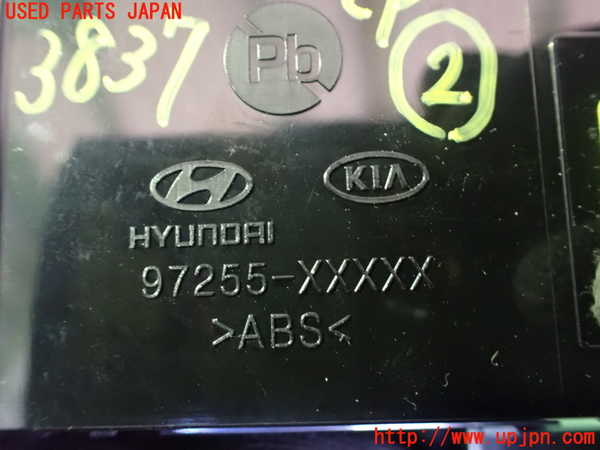 USED PARTS JAPAN
3837
Pb
2
HYUNDAI
KIA
97255-XXXXX
>ABS<
http://www.upjpn.com/